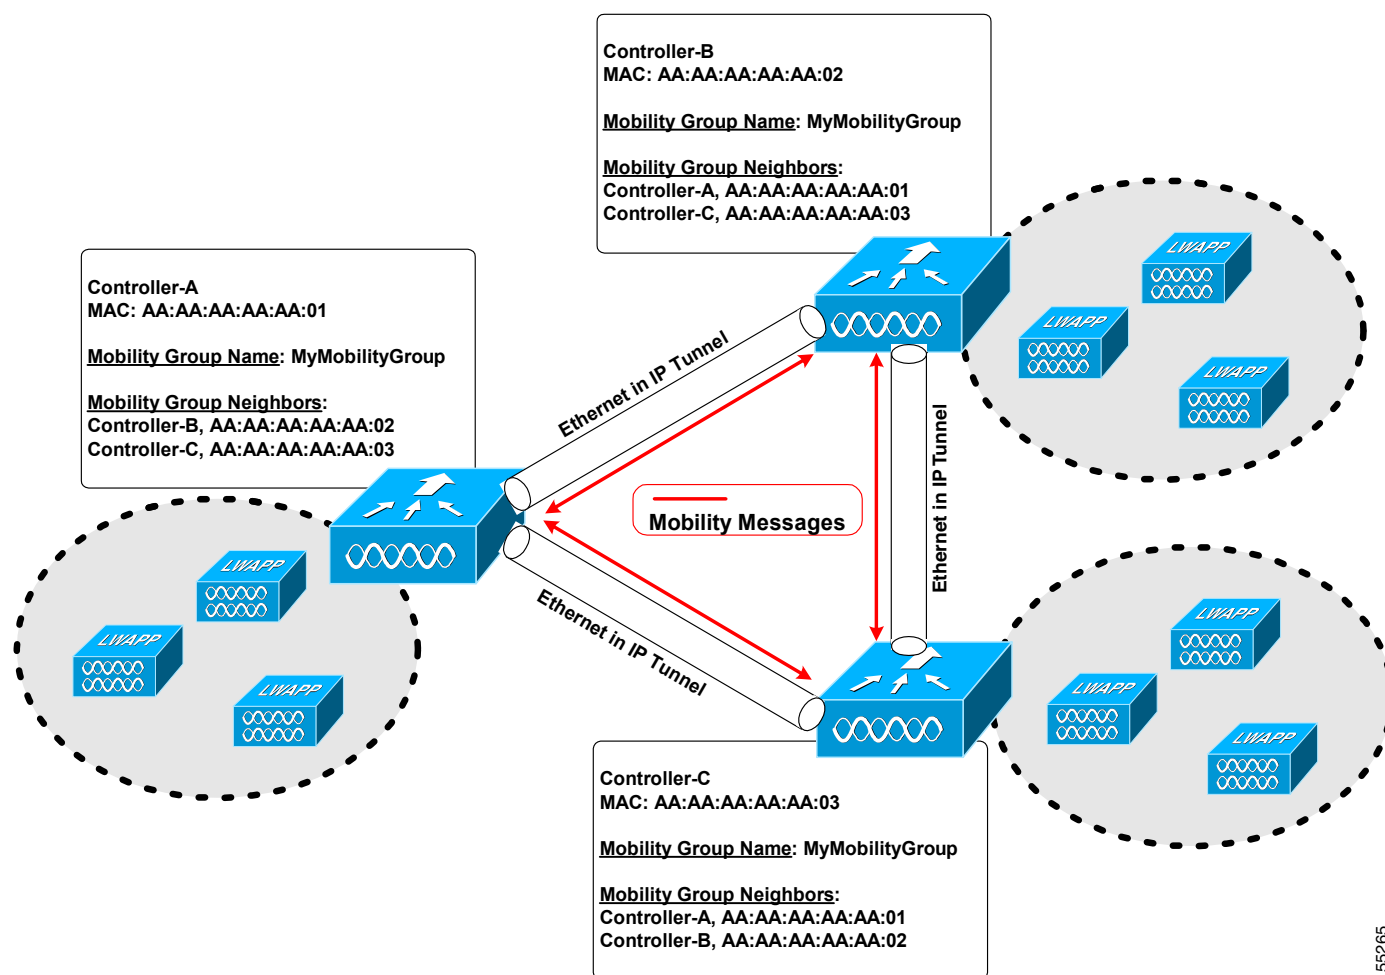 Controller-B
MAC: AA:AA:AA:AA:AA:02
Mobility Group Name: MyMobilityGroup
Mobility Group Neighbors:
Controller-A, AA:AA:AA:AA:AA:01
Controller-C, AA:AA:AA:AA:AA:03
Controller-A
MAC: AA:AA:AA:AA:AA:01
Mobility Group Name: MyMobilityGroup
Mobility Group Neighbors:
Controller-B, AA:AA:AA:AA:AA:02
Controller-C, AA:AA:AA:AA:AA:03
LWAPP
LWAPP
LWAPP
Ethernet in IP Tunnel
Ethernet in IP Tunnel
Mobility Messages
Ethernet in IP Tunnel
LWAPP
LWAPP
LWAPP
LWAPP
LWAPP
LWAPP
Controller-C
MAC: AA:AA:AA:AA:AA:03
Mobility Group Name: MyMobilityGroup
Mobility Group Neighbors:
Controller-A, AA:AA:AA:AA:AA:01
Controller-B, AA:AA:AA:AA:AA:02
55265